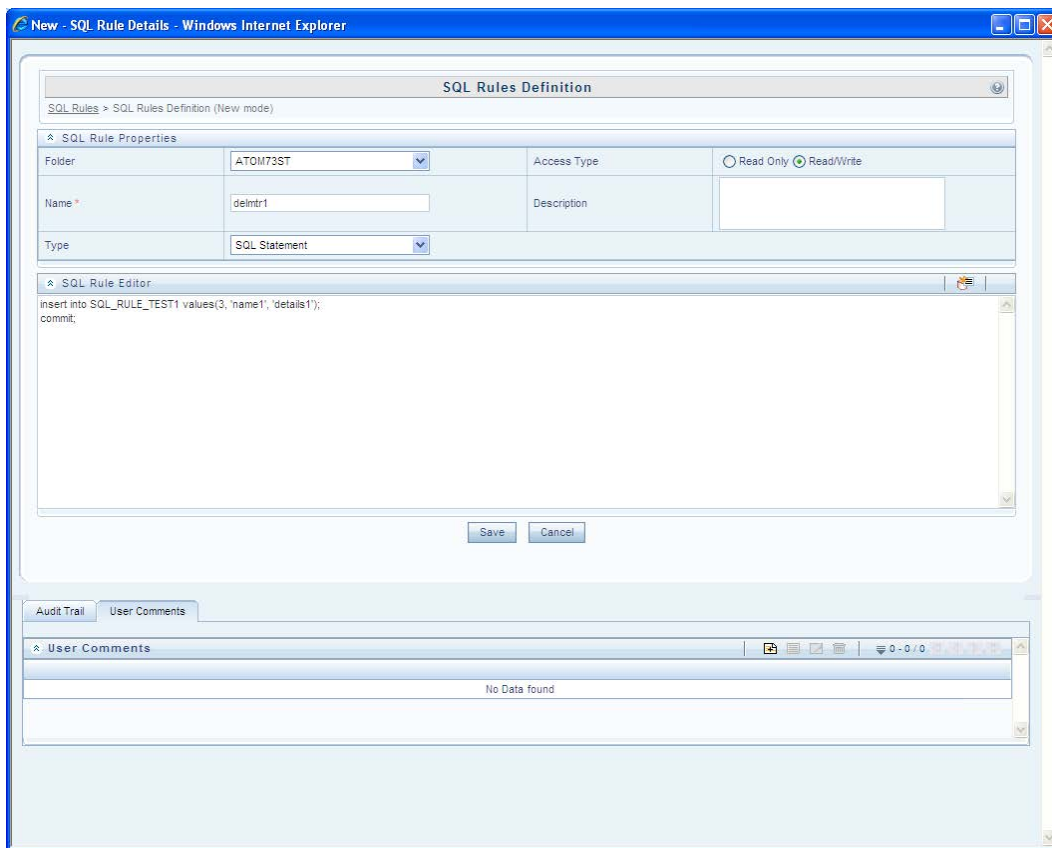 New - SQL Rule Details - Windows Internet Explorer
SQL Rules Definition
SQL Rules > SQL Rules Definition (New mode)
SQL Rule Properties
Folder ATOM73ST Access Type Read Only Read/Write
Name * delmtr1 Description
Type SQL Statement
SQL Rule Editor
insert into SQL_RULE_TEST1 values(3, 'name1', 'details1');
commit;
Save Cancel
Audit Trail User Comments
User Comments 0 - 0 / 0
No Data found